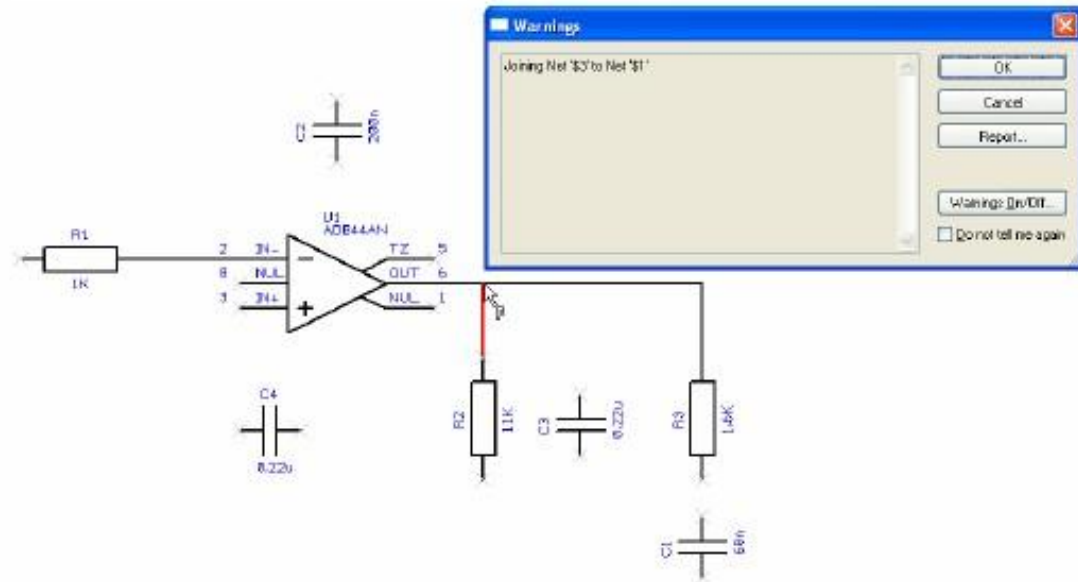 Warnings
Joining Net '$3' to Net '$1'
OK
Cancel
Report...
Warnings On/Off...
Do not tell me again
C2
200n
U1
AD844AN
R1
1K
2 IN- TZ 5
8 NUL OUT 6
3 IN+ NUL 1
C4
0.22u
R2
11K
C3
0.22u
R3
C1
68n